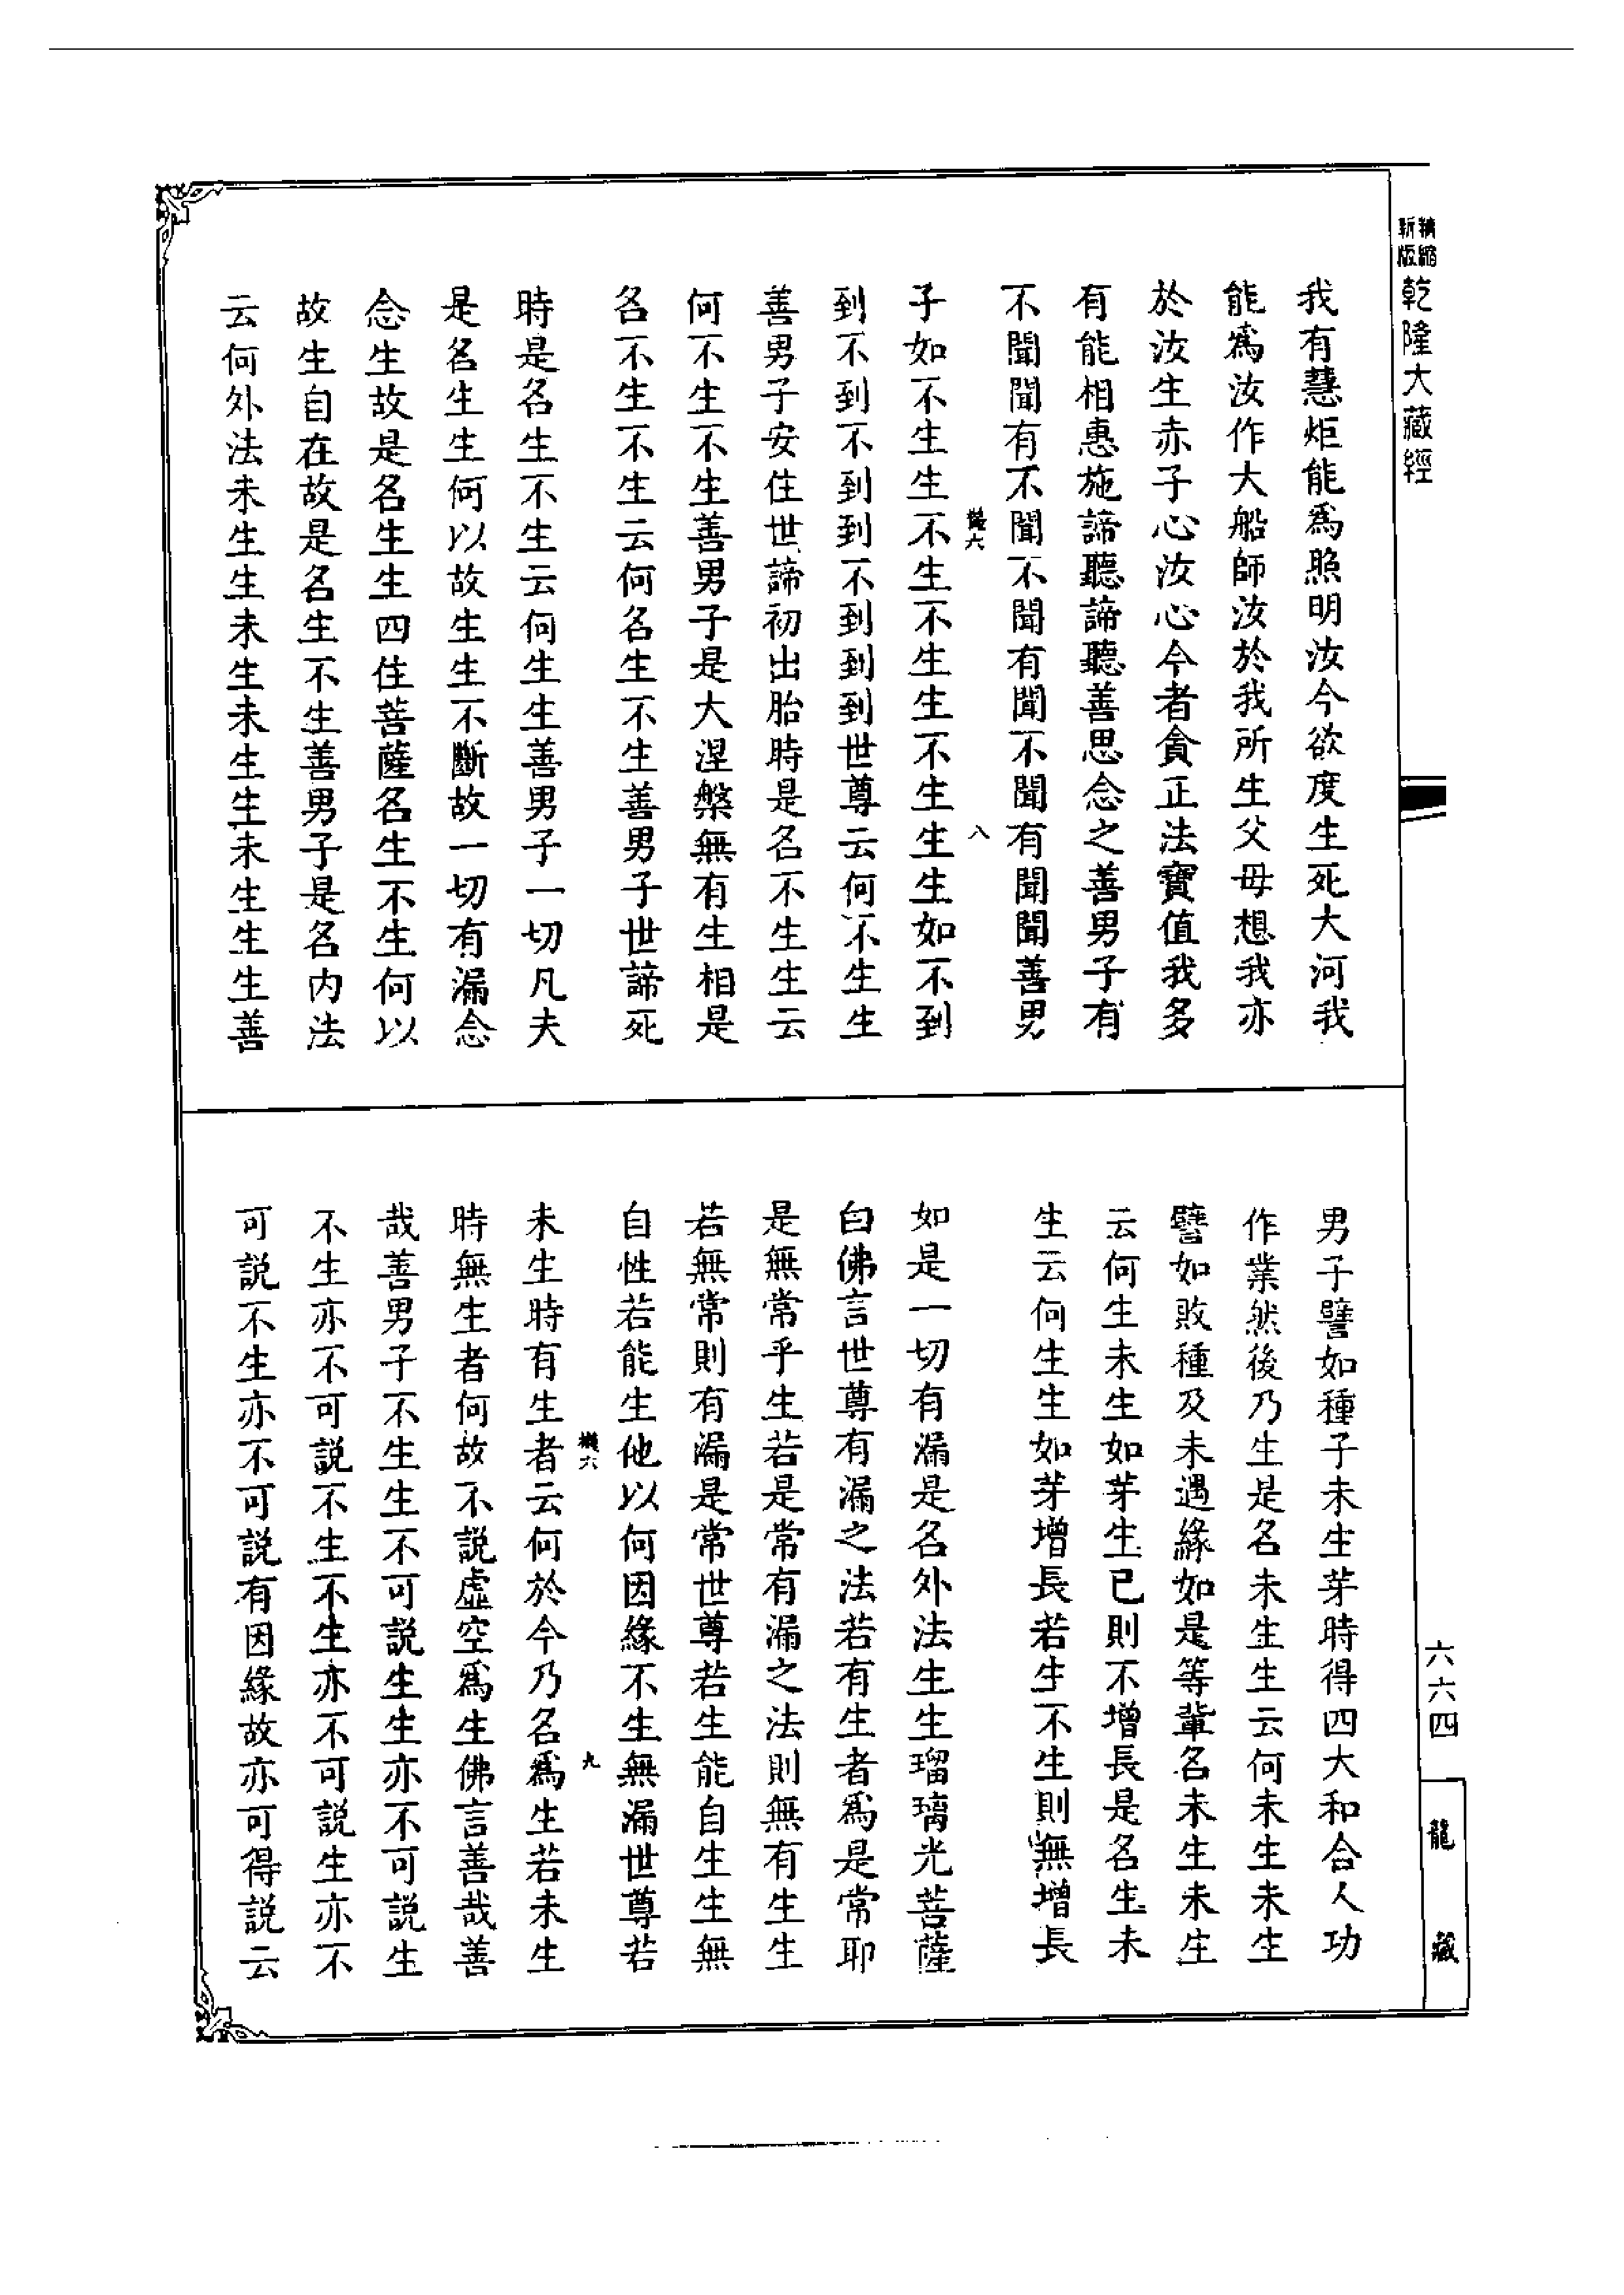 精縮
新版
乾隆大藏經
我有慧炬能爲照明汝今欲度生死大河我
能爲汝作大船師汝於我所生父母想我亦
於汝生赤子心汝心今者貪正法寶值我多
有能相惠施諦聽諦聽善思念之善男子有
不聞聞有不聞不聞有聞不聞有聞聞善男
八
子如不生生不生不生生不生生生如不到
到不到不到到不到到到世尊云何不生生
善男子安住世諦初出胎時是名不生生云
何不生不生善男子是大涅槃無有生相是
名不生不生云何名生不生善男子世諦死
時是名生不生云何生生善男子一切凡夫
是名生生何以故生生不斷故一切有漏念
念生故是名生生四住菩薩名生不生何以
故生自在故是名生不生善男子是名内法
云何外法未生生未生未生生未生生生善
男子譬如種子未生芽時得四大和合人功
作業然後乃生是名未生生云何未生未生
譬如敗種及未遇緣如是等輩名未生未生
云何生未生如芽生已則不增長是名生未
生云何生生如芽增長若生不生則無增長
如是一切有漏是名外法生生瑠璃光菩薩
白佛言世尊有漏之法若有生者爲是常耶
是無常乎生若是常有漏之法則無有生生
若無常則有漏是常世尊若生能自生生無
自性若能生他以何因緣不生無漏世尊若
九
未生時有生者云何於今乃名爲生若未生
時無生者何故不說虛空爲生佛言善哉善
哉善男子不生生不可說生生亦不可說生
不生亦不可說不生不生亦不可說生亦不
可說不生亦不可說有因緣故亦可得說云
六六四
龍藏